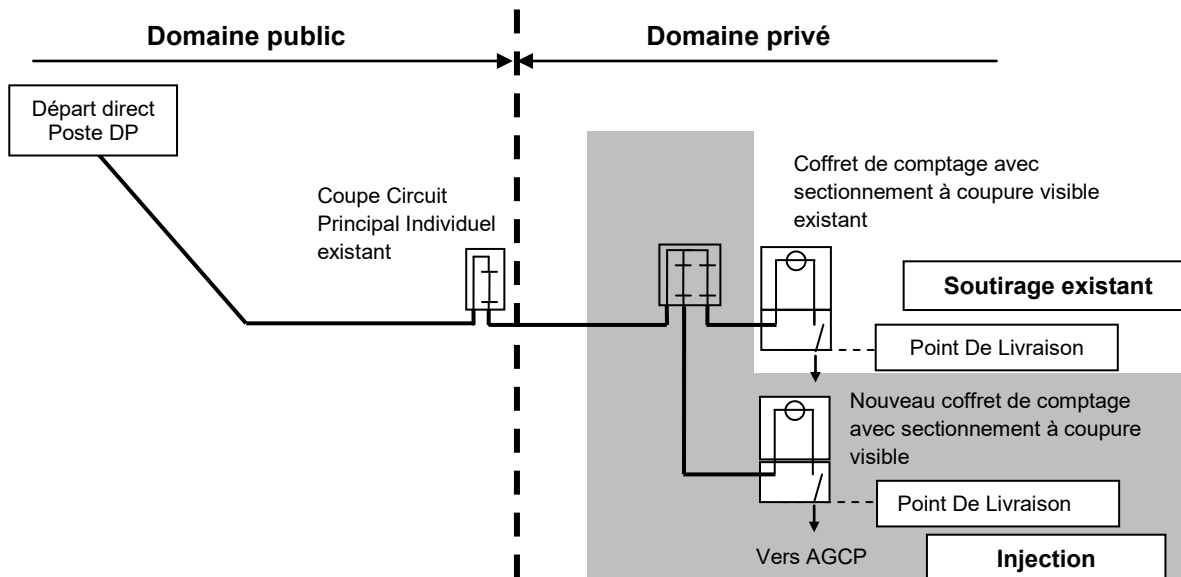 Domaine public
Domaine privé
Départ direct
Poste DP
Coupe Circuit
Principal Individuel
existant
Coffret de comptage avec
sectionnement à coupure visible
existant
Soutirage existant
Point De Livraison
Nouveau coffret de comptage
avec sectionnement à coupure
visible
Point De Livraison
Vers AGCP
Injection